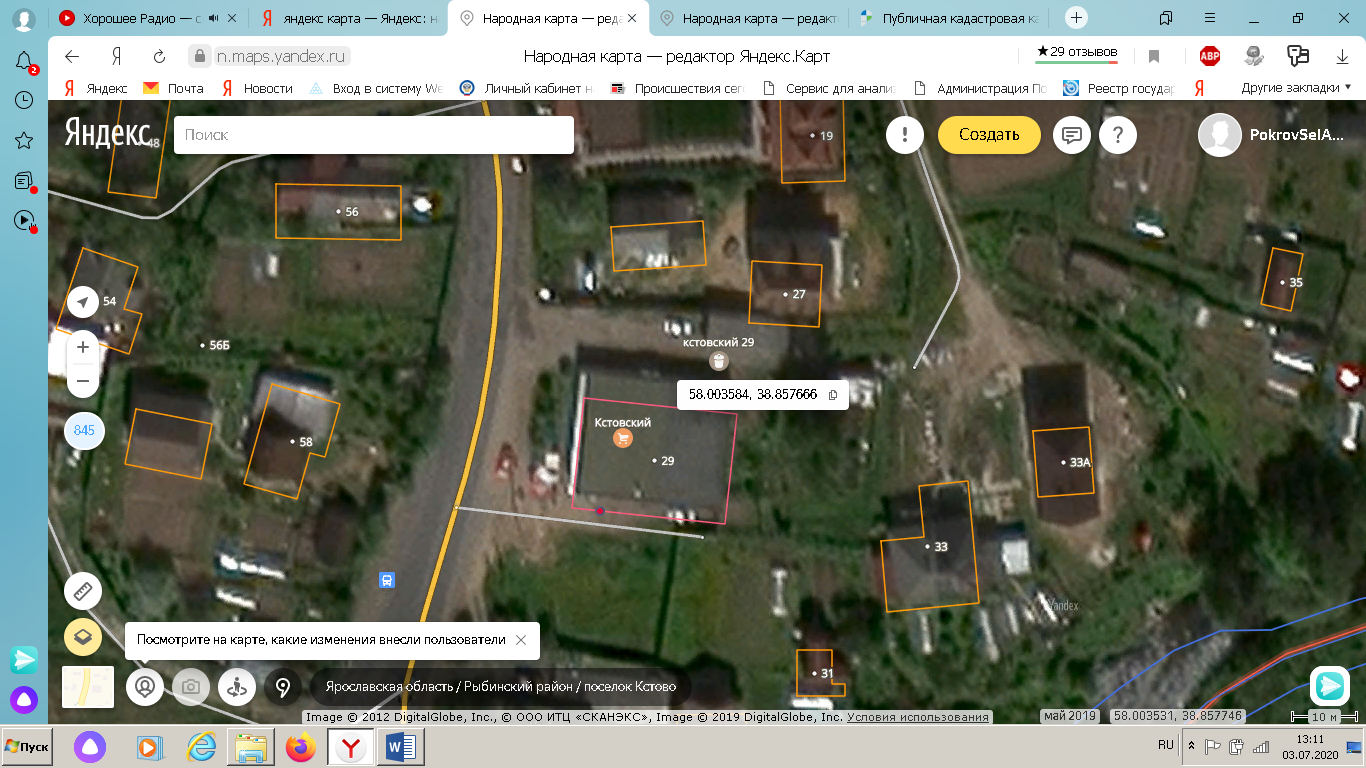 Хорошее Радио — с
яндекс карта — Яндекс: н
Народная карта — реда
Народная карта — редакт
Публичная кадастровая ка
2
Я
n.maps.yandex.ru
Народная карта — редактор Яндекс.Карт
★29 отзывов
ABP
Я Яндекс
Почта
Я Новости
Вход в систему We
Личный кабинет н
Происшествия сег
Сервис для анали
Администрация По
Реестр государ
Я
Другие закладки
Яндекс
Поиск
!
Создать
?
PokrovSelA...
48
19
56
54
27
35
56Б
кстовский 29
58.003584, 38.857666
+
−
845
58
Кстовский
29
33А
33
31
Yandex
Посмотрите на карте, какие изменения внесли пользователи
Ярославская область / Рыбинский район / поселок Кстово
Image © 2012 DigitalGlobe, Inc., © ООО ИТЦ «СКАНЭКС», Image © 2019 DigitalGlobe, Inc. Условия использования
май 2019
58.003531, 38.857746
10 м
Пуск
RU
13:11
03.07.2020